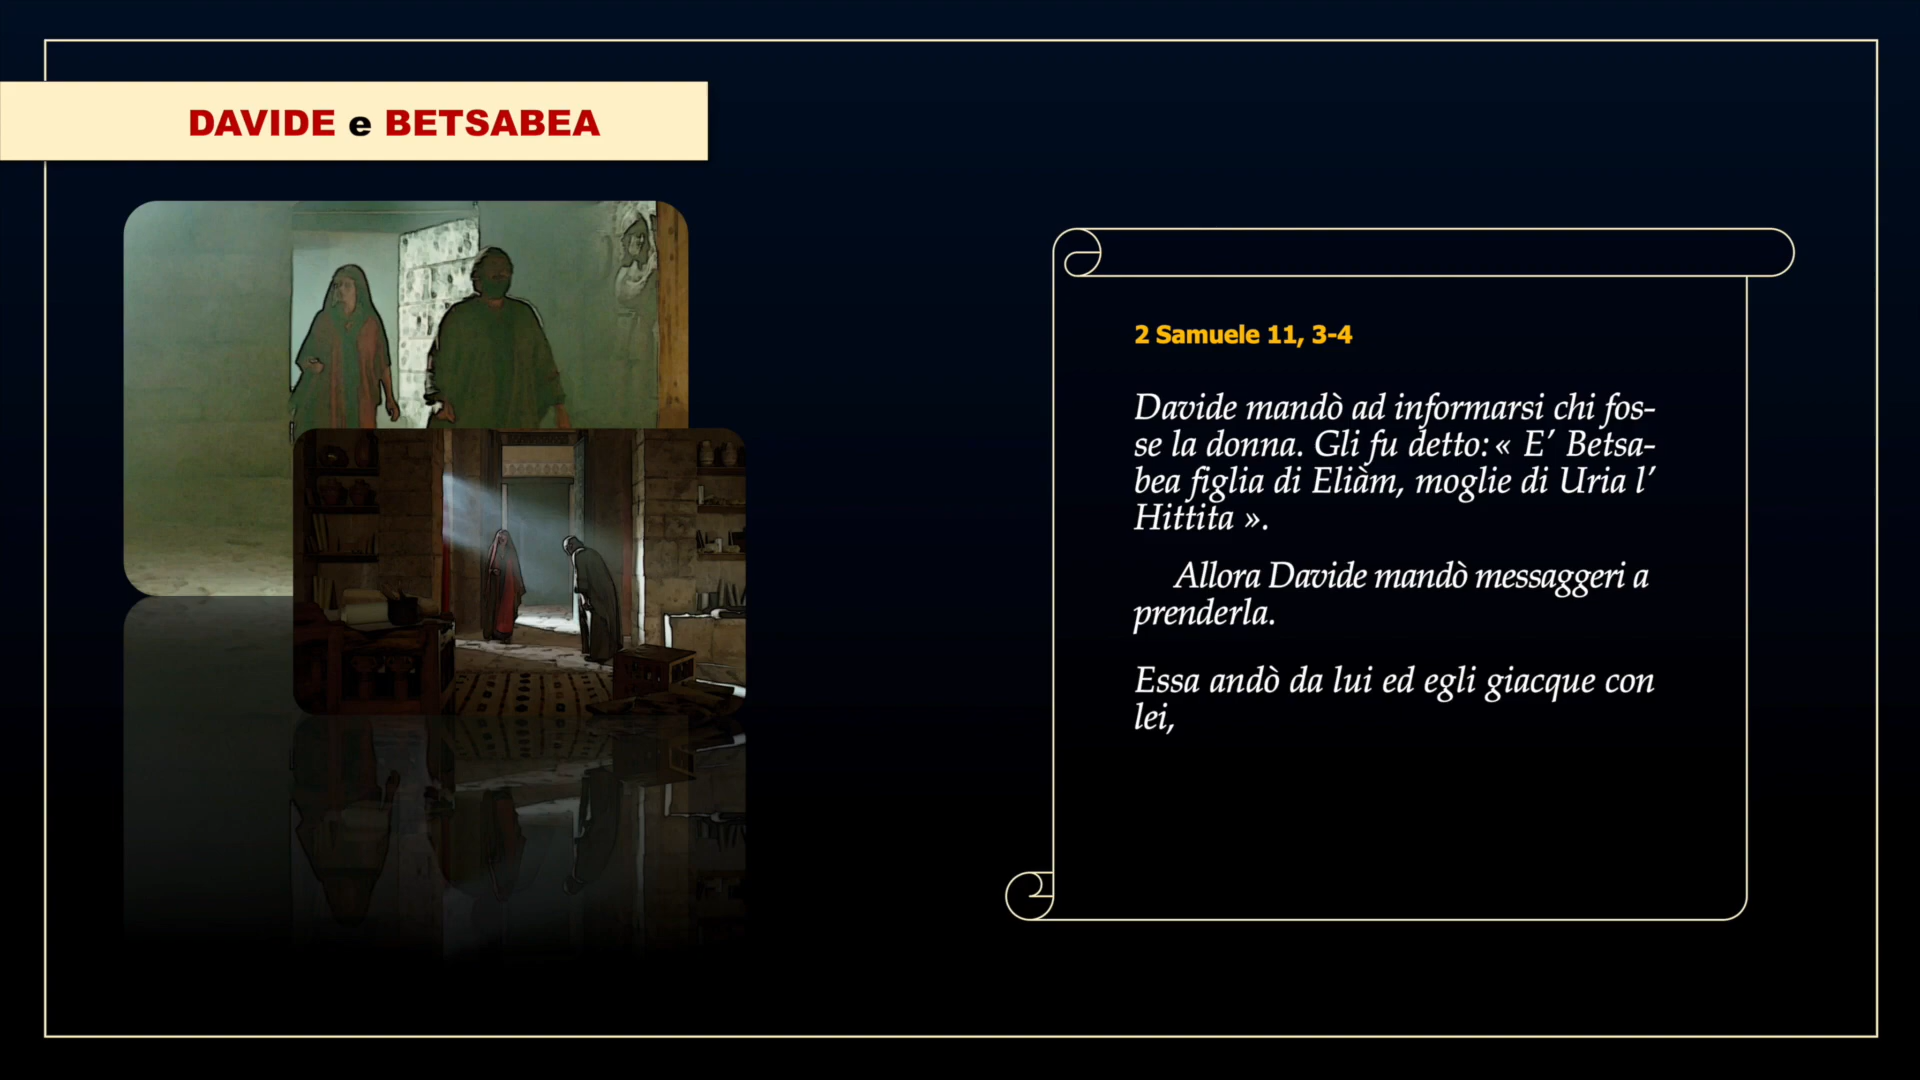 DAVIDE e BETSABEA
2 Samuele 11, 3-4
Davide mandò ad informarsi chi fos-
se la donna. Gli fu detto: « E’ Betsa-
bea figlia di Eliàm, moglie di Uria l’
Hittita ».
Allora Davide mandò messaggeri a
prenderla.
Essa andò da lui ed egli giacque con
lei,